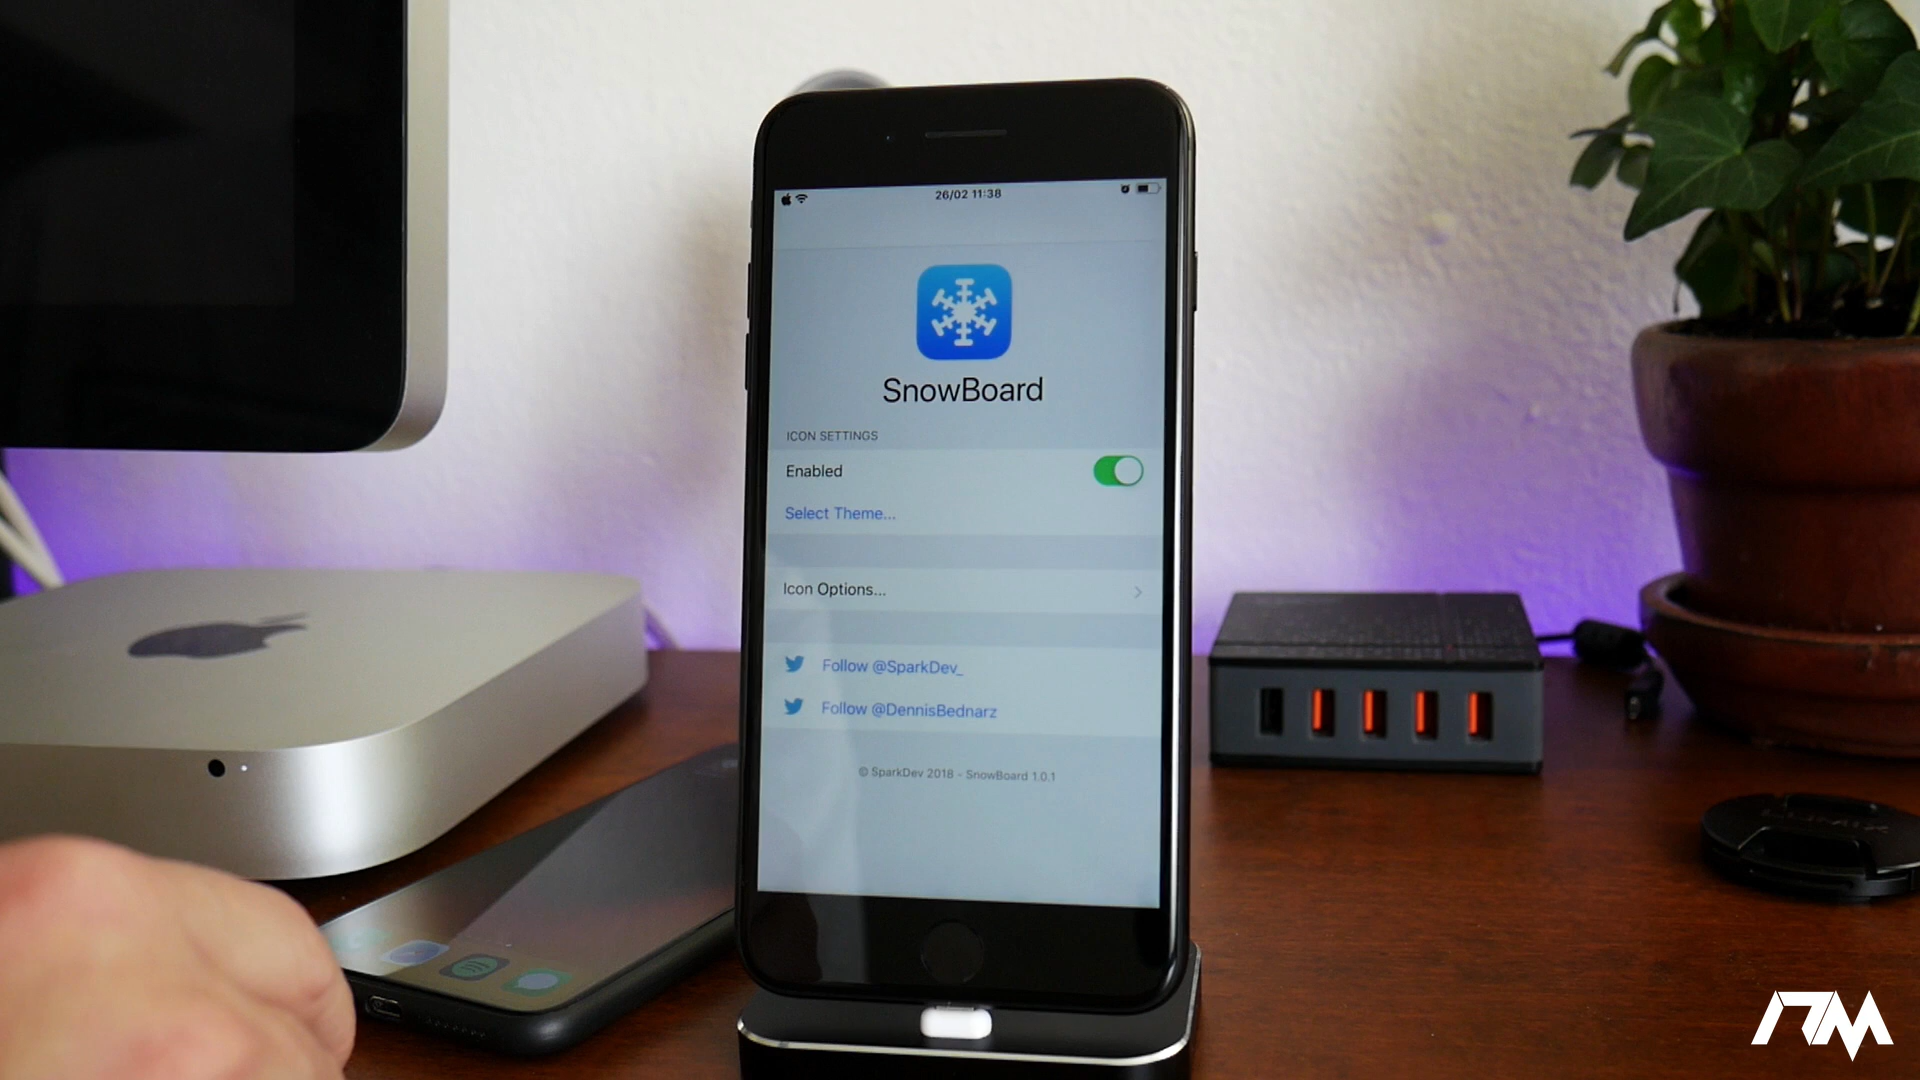 26/02 11:38
SnowBoard
ICON SETTINGS
Enabled
Select Theme...
Icon Options...
Follow @SparkDev_
Follow @DennisBednarz
© SparkDev 2018 - SnowBoard 1.0.1
LUMIX